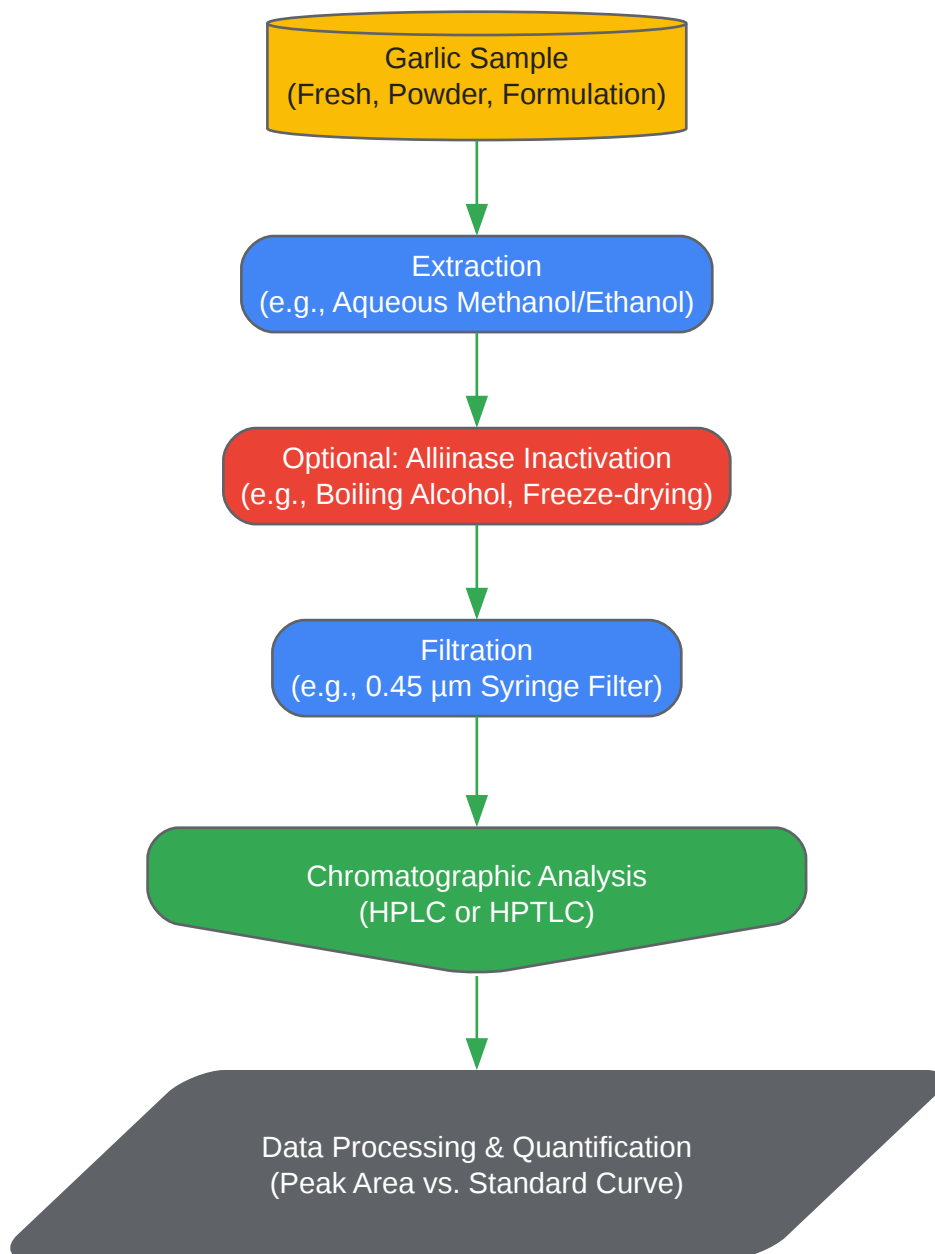 Garlic Sample
(Fresh, Powder, Formulation)
Extraction
(e.g., Aqueous Methanol/Ethanol)
Optional: Alliinase Inactivation
(e.g., Boiling Alcohol, Freeze-drying)
Filtration
(e.g., 0.45 µm Syringe Filter)
Chromatographic Analysis
(HPLC or HPTLC)
Data Processing & Quantification
(Peak Area vs. Standard Curve)